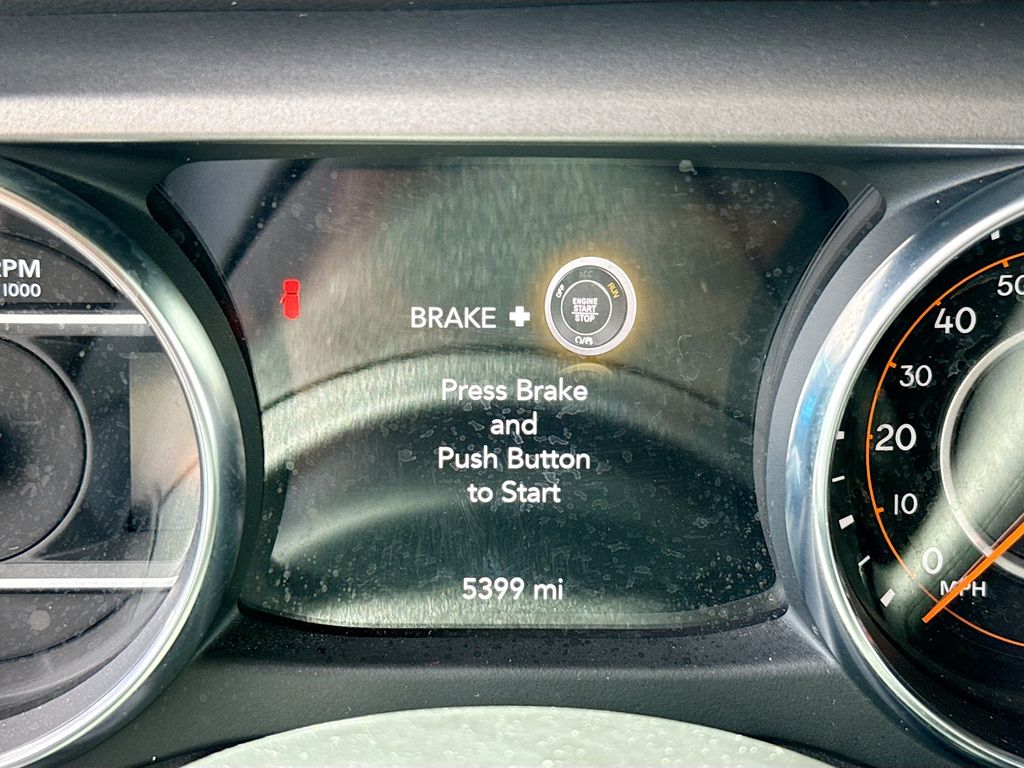 RPM
1000
BRAKE +
OFF
ACC
RUN
ENGINE
START
STOP
Press Brake
and
Push Button
to Start
5399 mi
50
40
30
20
10
0
MPH